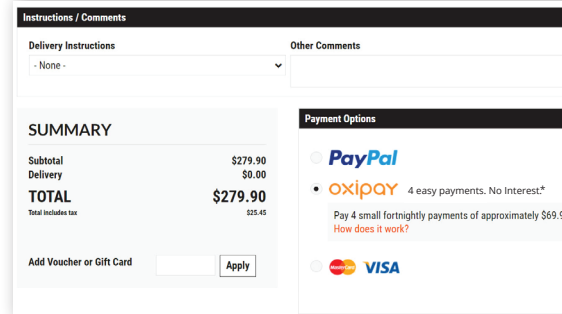 Instructions / Comments
Delivery Instructions
Other Comments
- None -
SUMMARY
Subtotal $279.90
Delivery $0.00
TOTAL $279.90
Total includes tax $25.45
Add Voucher or Gift Card
Apply
Payment Options
PayPal
oxipay 4 easy payments. No Interest.*
Pay 4 small fortnightly payments of approximately $69.9
How does it work?
MasterCard VISA